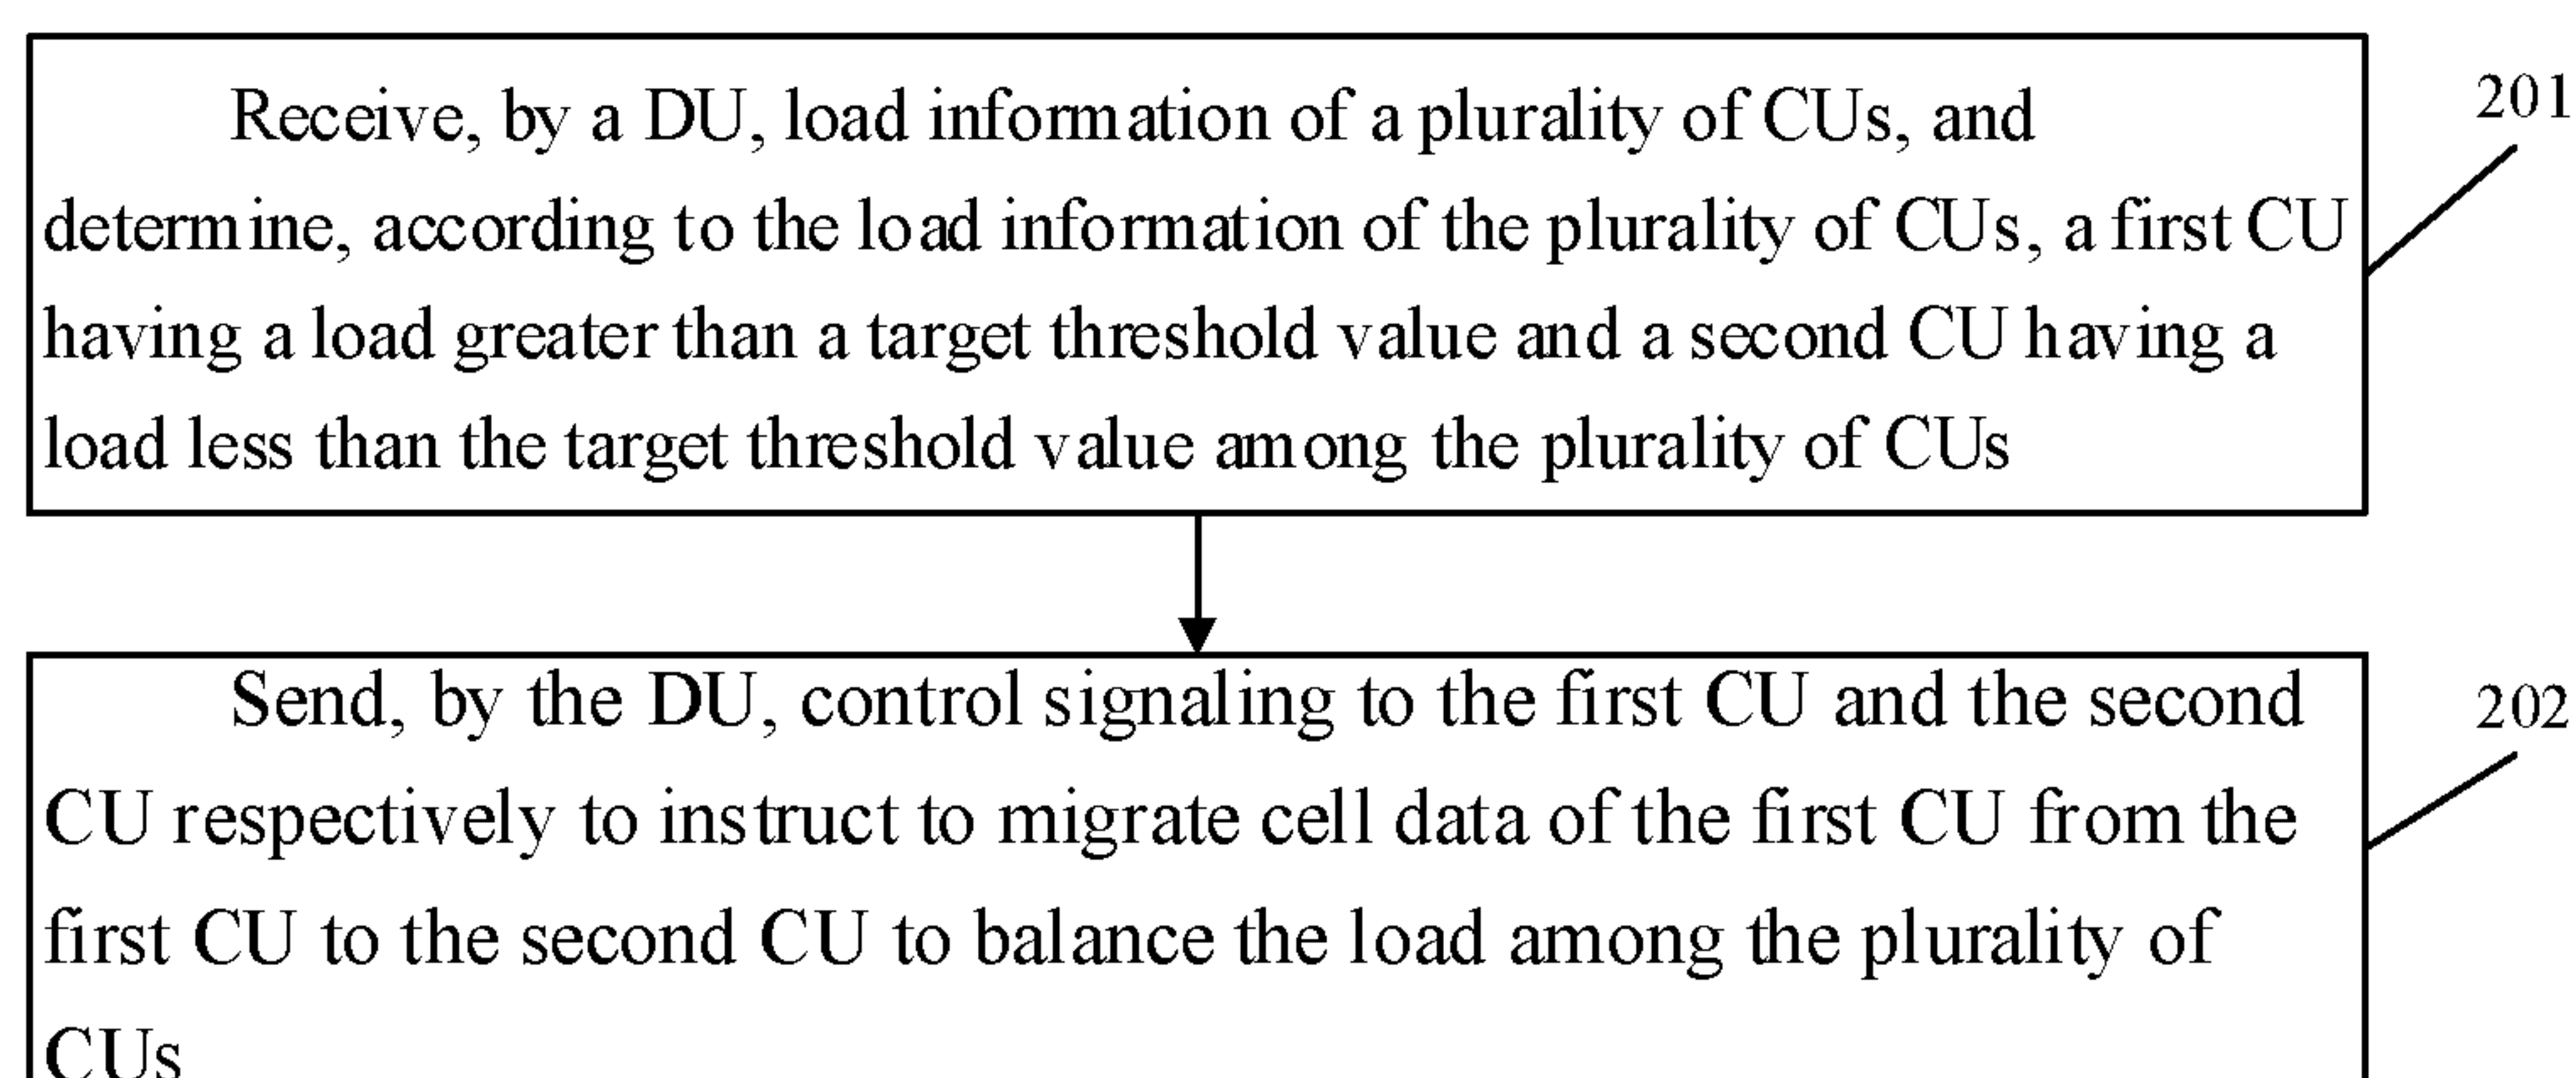 Receive, by a DU, load information of a plurality of CUs, and
determine, according to the load information of the plurality of CUs, a first CU
having a load greater than a target threshold value and a second CU having a
load less than the target threshold value among the plurality of CUs
201
Send, by the DU, control signaling to the first CU and the second
CU respectively to instruct to migrate cell data of the first CU from the
first CU to the second CU to balance the load among the plurality of
CUs
202